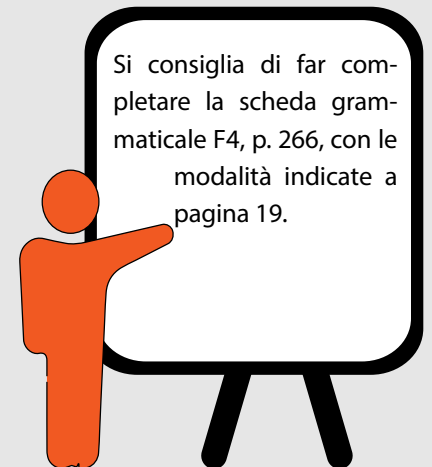 Si consiglia di far com-
pletare la scheda gram-
maticale F4, p. 266, con le
modalità indicate a
pagina 19.